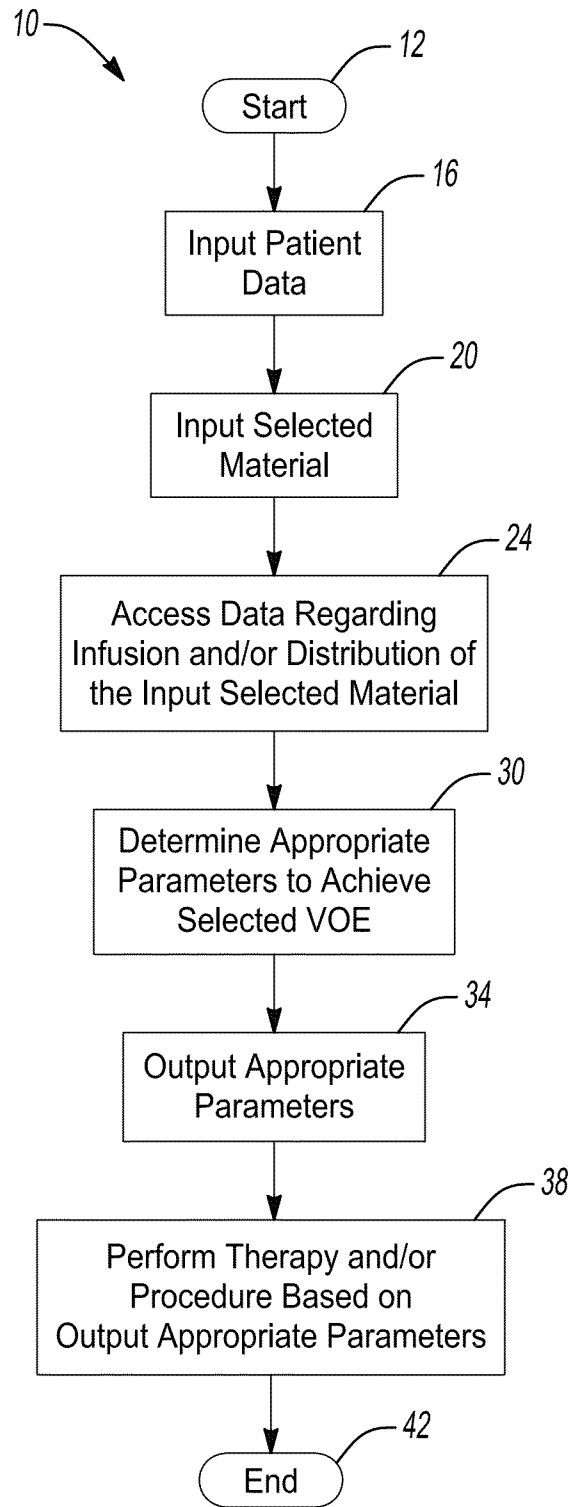 10
12
Start
16
Input Patient
Data
20
Input Selected
Material
24
Access Data Regarding
Infusion and/or Distribution of
the Input Selected Material
30
Determine Appropriate
Parameters to Achieve
Selected VOE
34
Output Appropriate
Parameters
38
Perform Therapy and/or
Procedure Based on
Output Appropriate Parameters
42
End